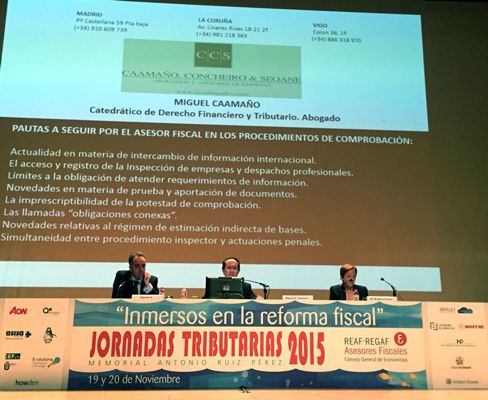 MADRID
Pº Castellana 59 Pta baja
(+34) 910 609 739
LA CORUÑA
Av. Linares Rivas 18-21 2º
(+34) 981 218 363
VIGO
Colon 36, 1º
(+34) 886 318 970
CCS
CAAMAÑO, CONCHEIRO & SEOANE
MIGUEL CAAMAÑO
Catedrático de Derecho Financiero y Tributario. Abogado
PAUTAS A SEGUIR POR EL ASESOR FISCAL EN LOS PROCEDIMIENTOS DE COMPROBACIÓN:
Actualidad en materia de intercambio de información internacional.
El acceso y registro de la Inspección de empresas y despachos profesionales.
Límites a la obligación de atender requerimientos de información.
Novedades en materia de prueba y aportación de documentos.
La imprescriptibilidad de la potestad de comprobación.
Las llamadas "obligaciones conexas".
Novedades relativas al régimen de estimación indirecta de bases.
Simultaneidad entre procedimiento inspector y actuaciones penales.
"Inmersos en la reforma fiscal"
JORNADAS TRIBUTARIAS 2015
MEMORIAL ANTONIO RUIZ PÉREZ
19 y 20 de Noviembre
REAF-REGAF
Asesores Fiscales
Consejo General de Economistas
AON
asisa
howden
MAPFRE
Wolters Kluwer